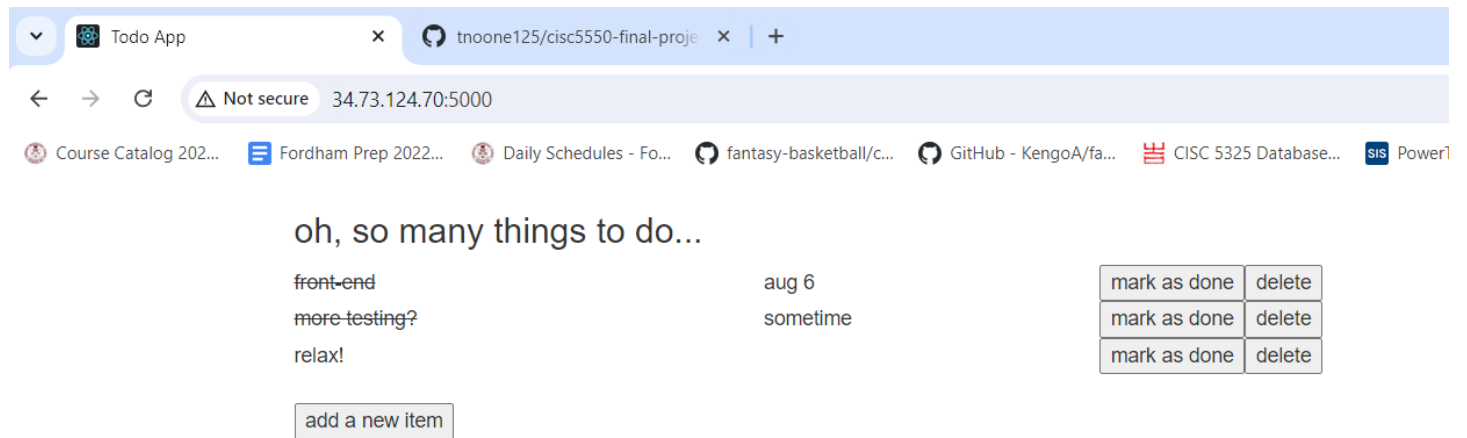 Todo App
tnoone125/cisc5550-final-proje
Not secure 34.73.124.70:5000
Course Catalog 202... Fordham Prep 2022... Daily Schedules - Fo... fantasy-basketball/c... GitHub - KengoA/fa... CISC 5325 Database... SIS PowerT
oh, so many things to do...
front-end aug 6 mark as done delete
more testing? sometime mark as done delete
relax! mark as done delete
add a new item